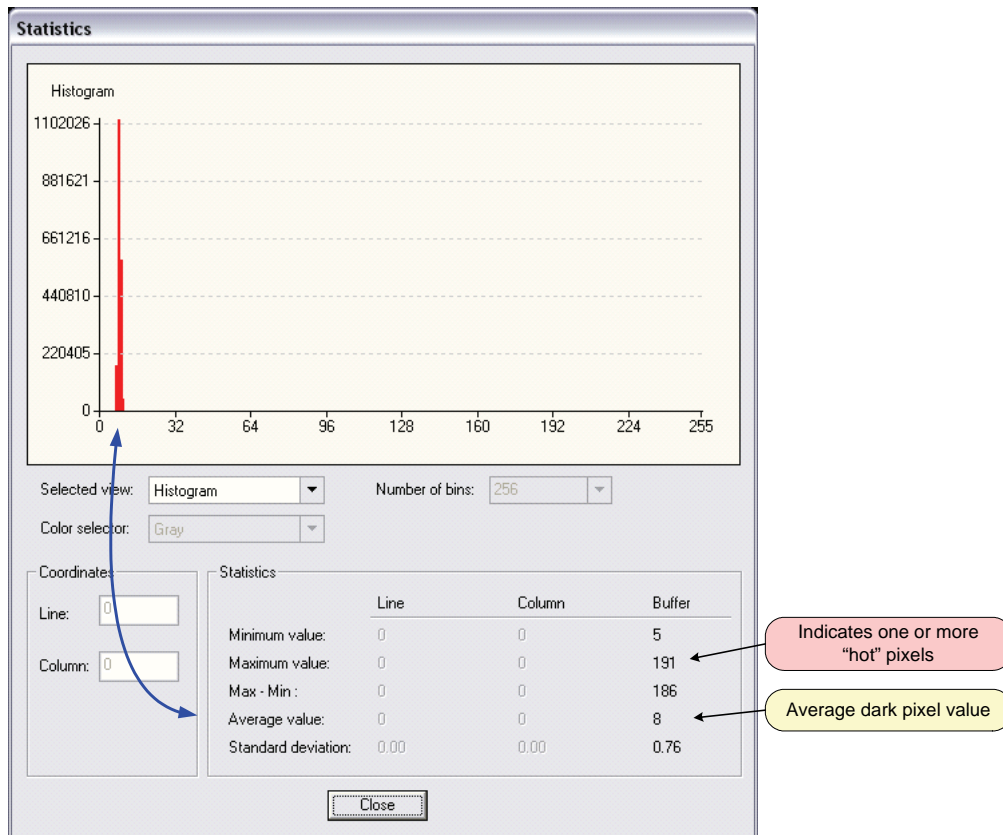 Statistics
Histogram
1102026
881621
661216
440810
220405
0
0 32 64 96 128 160 192 224 255
Selected view: Histogram Number of bins: 256
Color selector: Gray
Coordinates
Line: 0
Column: 0
Statistics
Line Column Buffer
Minimum value: 0 0 5
Maximum value: 0 0 191
Max - Min : 0 0 186
Average value: 0 0 8
Standard deviation: 0.00 0.00 0.76
Close
Indicates one or more
“hot” pixels
Average dark pixel value